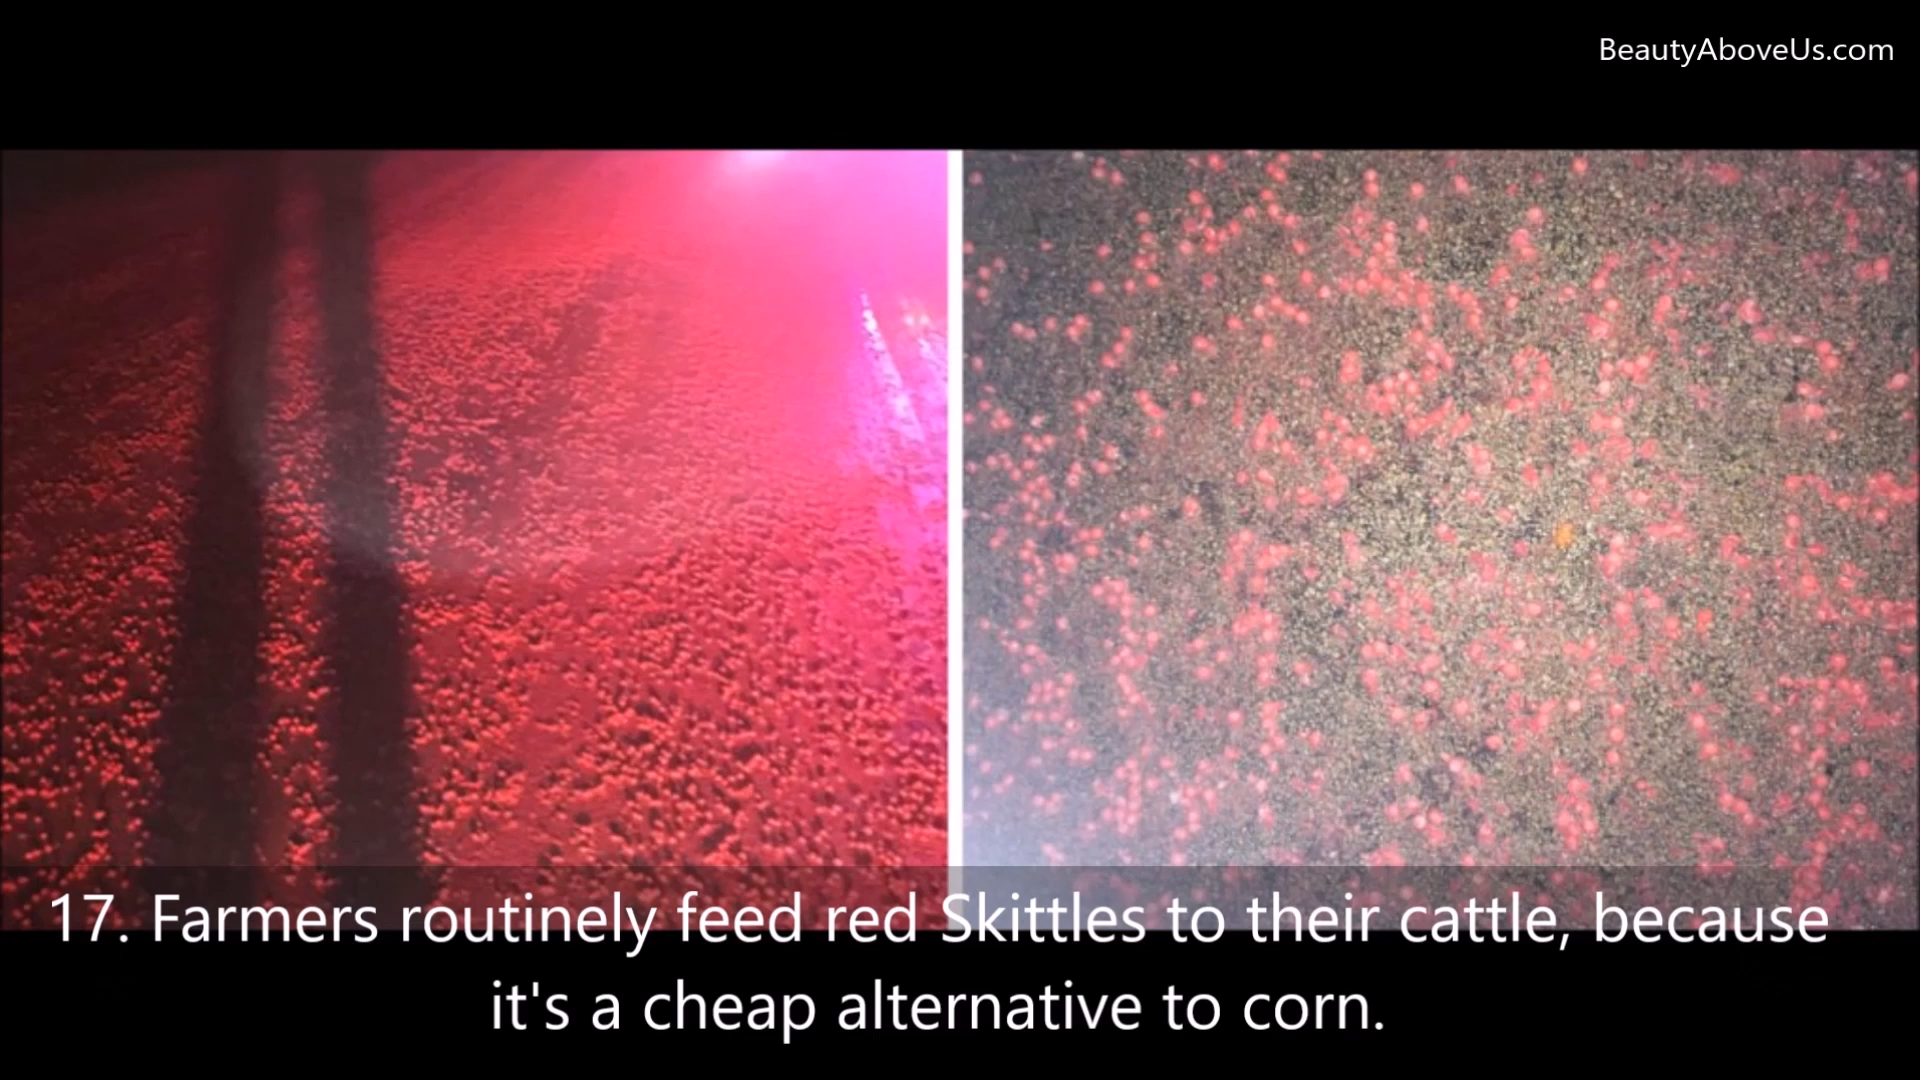 BeautyAboveUs.com
17. Farmers routinely feed red Skittles to their cattle, because
it's a cheap alternative to corn.